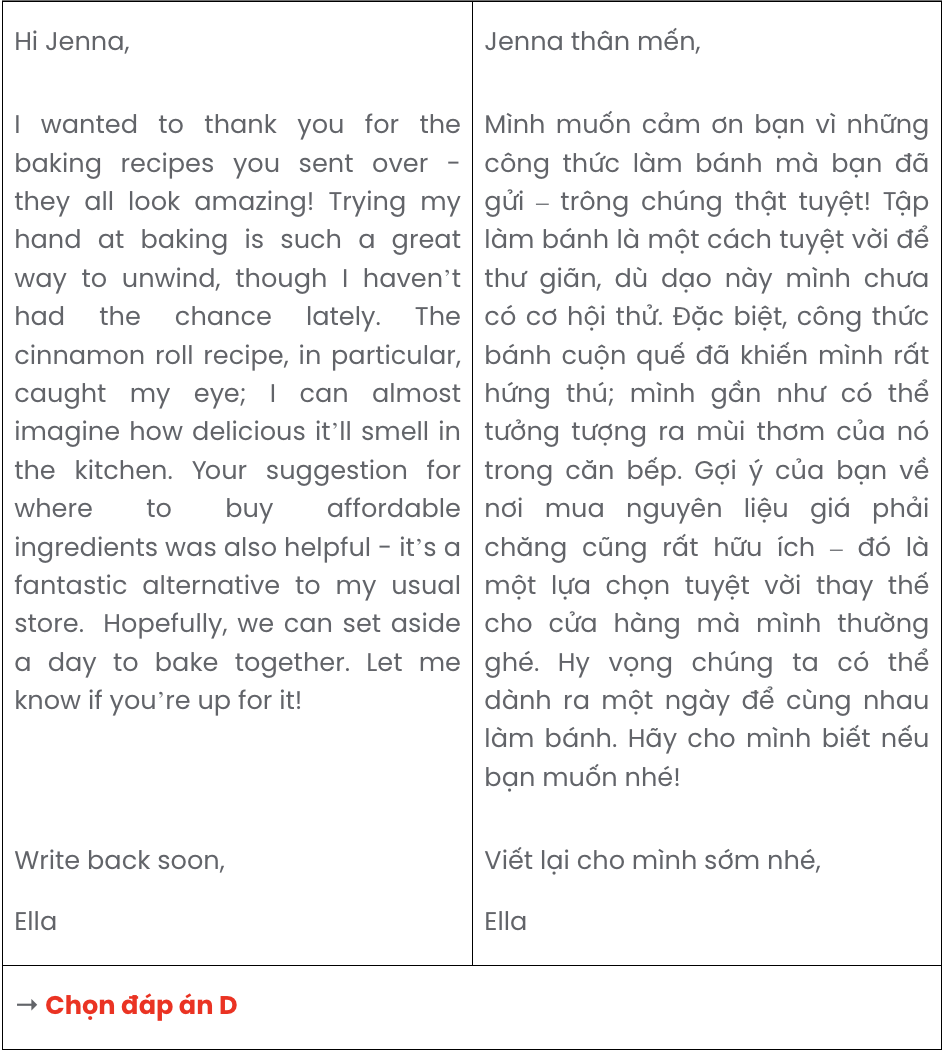 Hi Jenna,
I wanted to thank you for the
baking recipes you sent over -
they all look amazing! Trying my
hand at baking is such a great
way to unwind, though I haven’t
had the chance lately. The
cinnamon roll recipe, in particular,
caught my eye; I can almost
imagine how delicious it’ll smell in
the kitchen. Your suggestion for
where to buy affordable
ingredients was also helpful - it’s a
fantastic alternative to my usual
store. Hopefully, we can set aside
a day to bake together. Let me
know if you’re up for it!
Write back soon,
Ella
Jenna thân mến,
Mình muốn cảm ơn bạn vì những
công thức làm bánh mà bạn đã
gửi – trông chúng thật tuyệt! Tập
làm bánh là một cách tuyệt vời để
thư giãn, dù dạo này mình chưa
có cơ hội thử. Đặc biệt, công thức
bánh cuộn quế đã khiến mình rất
hứng thú; mình gần như có thể
tưởng tượng ra mùi thơm của nó
trong căn bếp. Gợi ý của bạn về
nơi mua nguyên liệu giá phải
chăng cũng rất hữu ích – đó là
một lựa chọn tuyệt vời thay thế
cho cửa hàng mà mình thường
ghé. Hy vọng chúng ta có thể
dành ra một ngày để cùng nhau
làm bánh. Hãy cho mình biết nếu
bạn muốn nhé!
Viết lại cho mình sớm nhé,
Ella
→ Chọn đáp án D